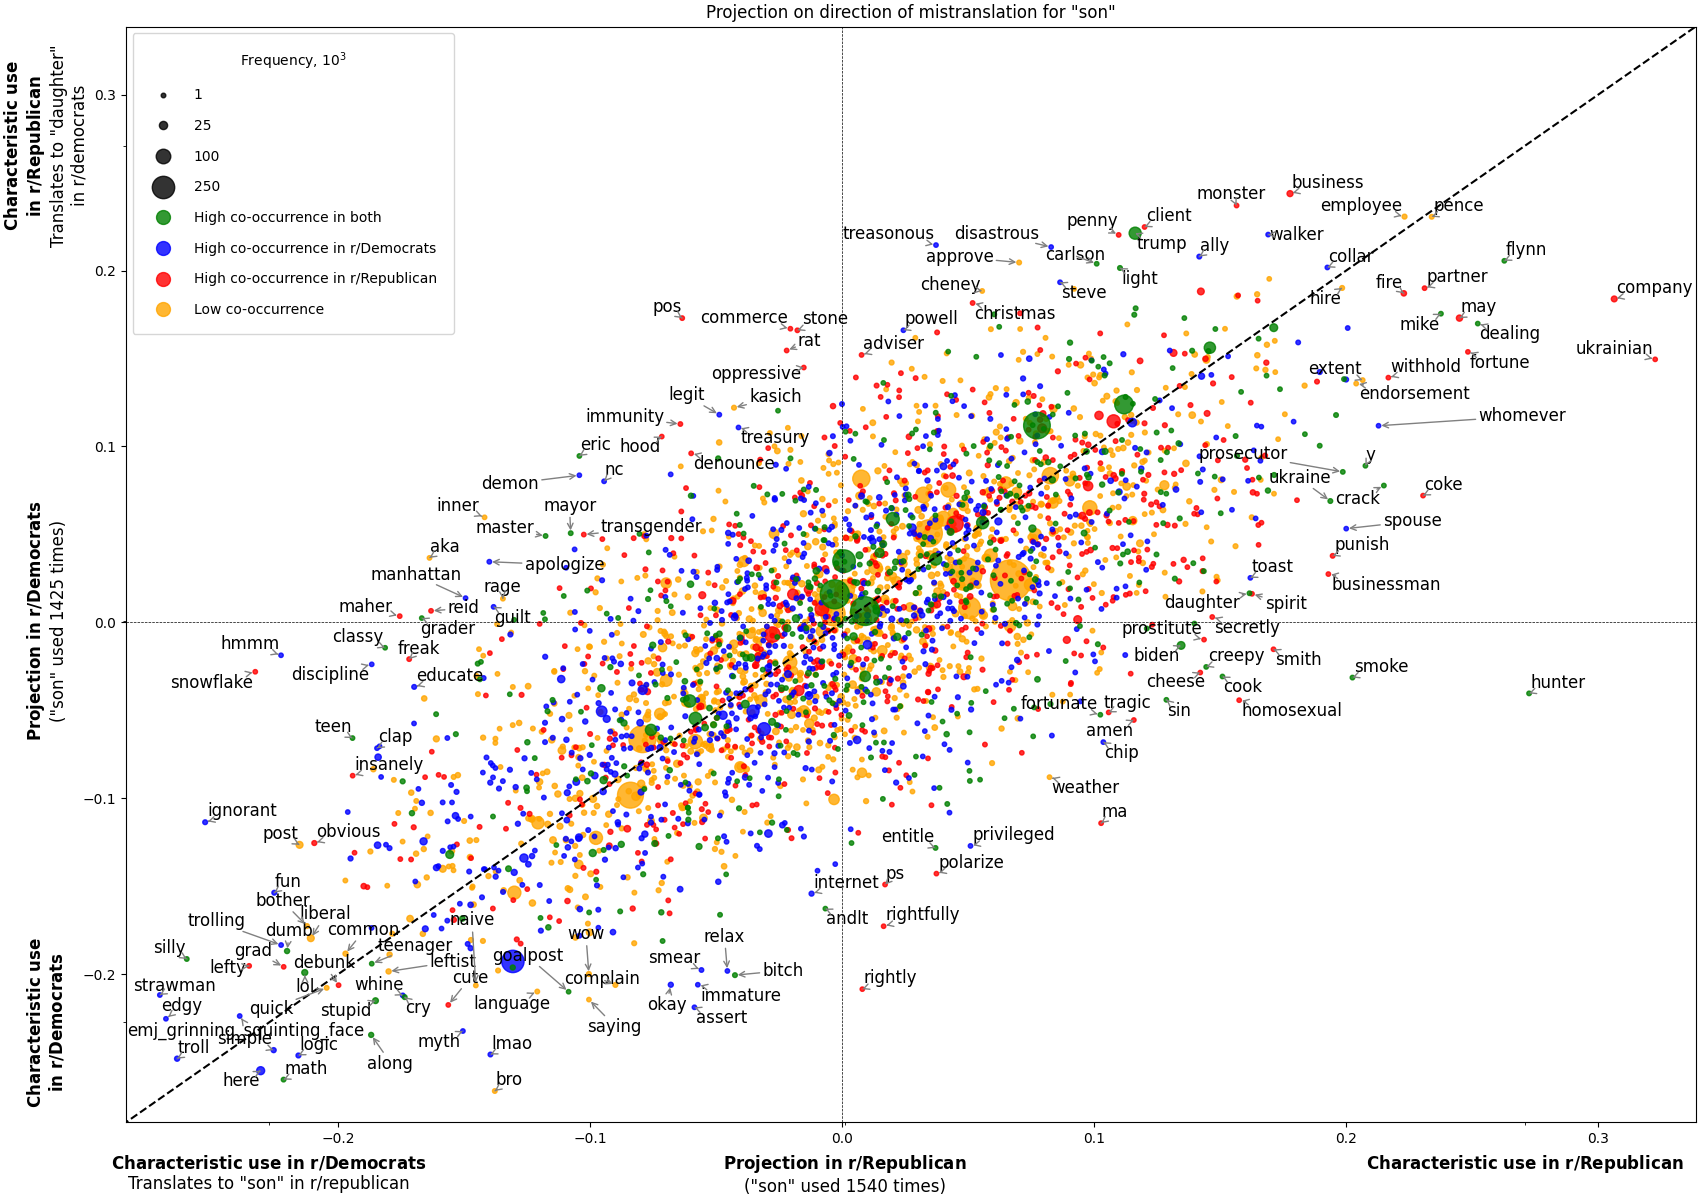 Projection on direction of mistranslation for "son"
Frequency, 10³
1
25
100
250
High co-occurrence in both
High co-occurrence in r/Democrats
High co-occurrence in r/Republican
Low co-occurrence
Characteristic use
in r/Republican
Translates to "daughter"
in r/democrats
Projection in r/Democrats
("son" used 1425 times)
Characteristic use
in r/Democrats
0.3
0.2
0.1
0.0
−0.1
−0.2
monster
business
employee
pence
penny
client
treasonous
disastrous
trump
ally
walker
approve
carlson
light
collar
flynn
cheney
steve
hire
fire
partner
company
christmas
pos
commerce
stone
powell
may
mike
dealing
rat
adviser
ukrainian
oppressive
extent
withhold
fortune
legit
kasich
endorsement
immunity
treasury
whomever
eric
hood
denounce
prosecutor
y
demon
nc
ukraine
crack
coke
inner
mayor
master
transgender
spouse
aka
punish
apologize
manhattan
toast
businessman
rage
maher
reid
guilt
daughter
spirit
grader
classy
prostitute
secretly
hmmm
freak
biden
creepy
smith
discipline
educate
smoke
snowflake
cheese
cook
hunter
fortunate
tragic
sin
homosexual
teen
clap
amen
chip
insanely
weather
ignorant
ma
post
obvious
entitle
privileged
polarize
fun
internet
ps
bother
liberal
trolling
common
naive
andlt
rightfully
dumb
wow
relax
silly
grad
teenager
lefty
debunk
leftist
goalpost
smear
bitch
strawman
lol
whine
cute
complain
rightly
edgy
quick
stupid
cry
language
okay
immature
saying
assert
emj_grinning_squinting_face
simple
troll
logic
myth
lmao
along
here
math
bro
−0.2
−0.1
0.0
0.1
0.2
0.3
Characteristic use in r/Democrats
Translates to "son" in r/republican
Projection in r/Republican
("son" used 1540 times)
Characteristic use in r/Republican